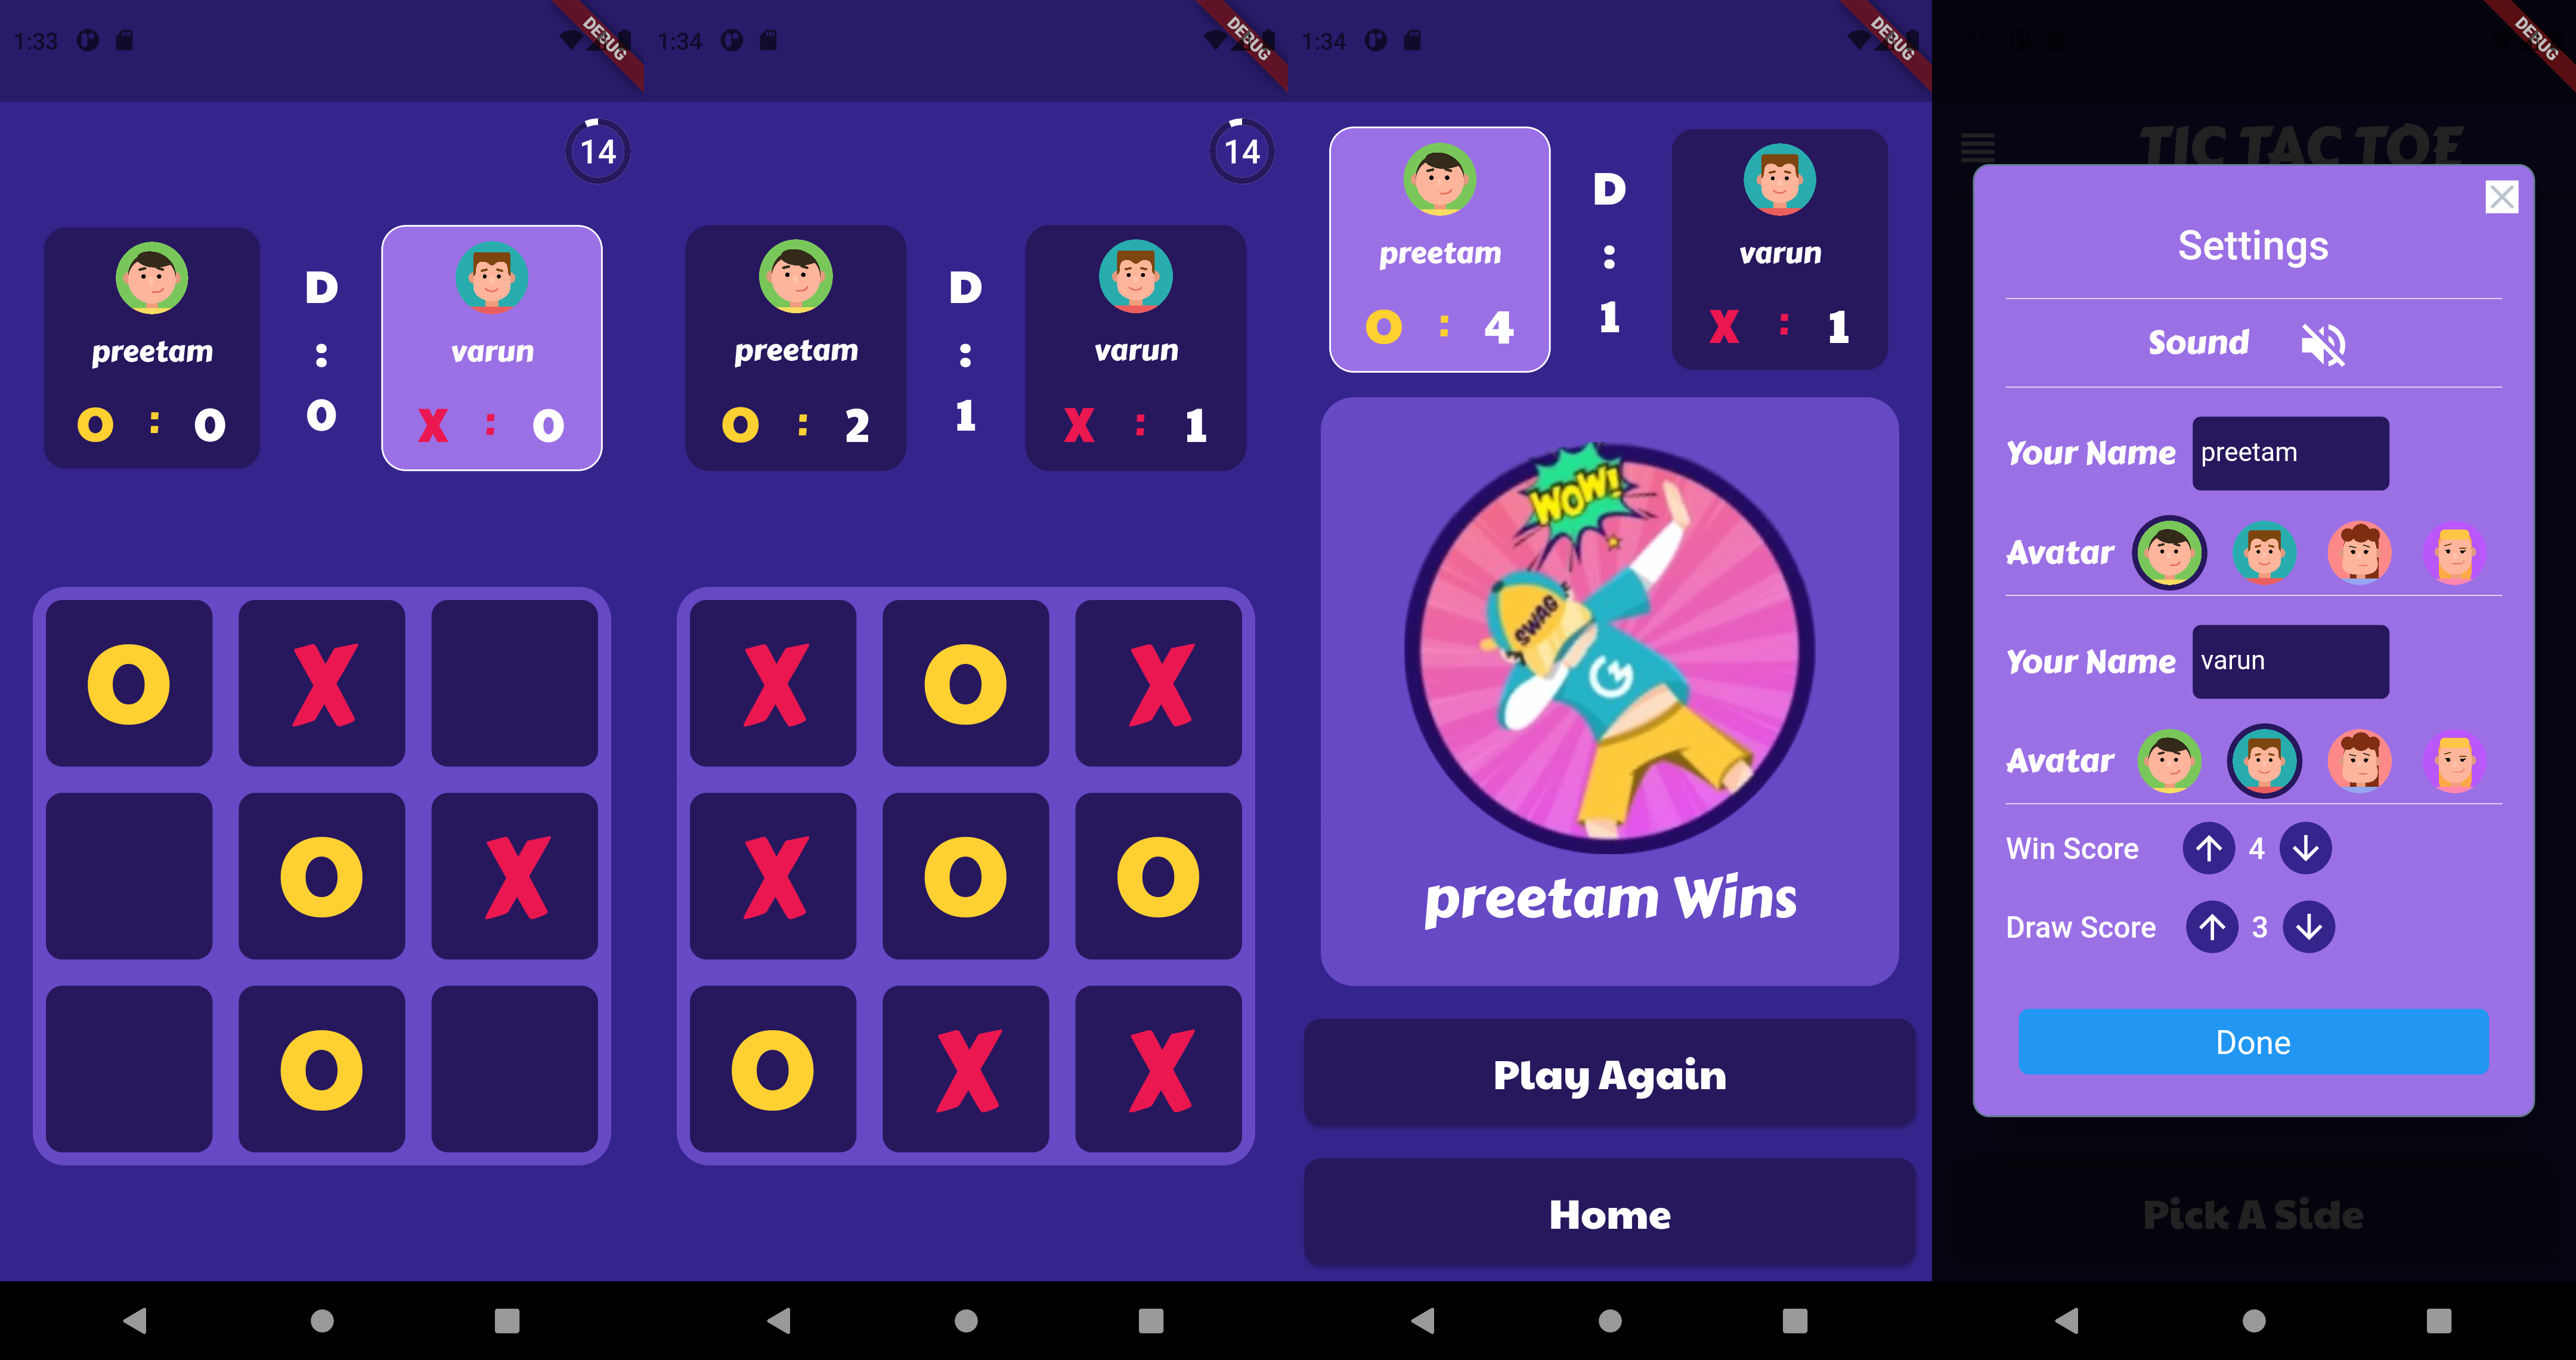 1:33
DEBUG
14
preetam
O : 0
D
:
0
varun
X : 0
O X
O X
O
1:34
DEBUG
14
preetam
O : 2
D
:
1
varun
X : 1
X O X
X O O
O X X
1:34
DEBUG
preetam
O : 4
D
:
1
varun
X : 1
WOW!
SWAG
preetam Wins
Play Again
Home
1:33
DEBUG
TIC TAC TOE
Settings
Sound
Your Name preetam
Avatar
Your Name varun
Avatar
Win Score 4
Draw Score 3
Done
Pick A Side